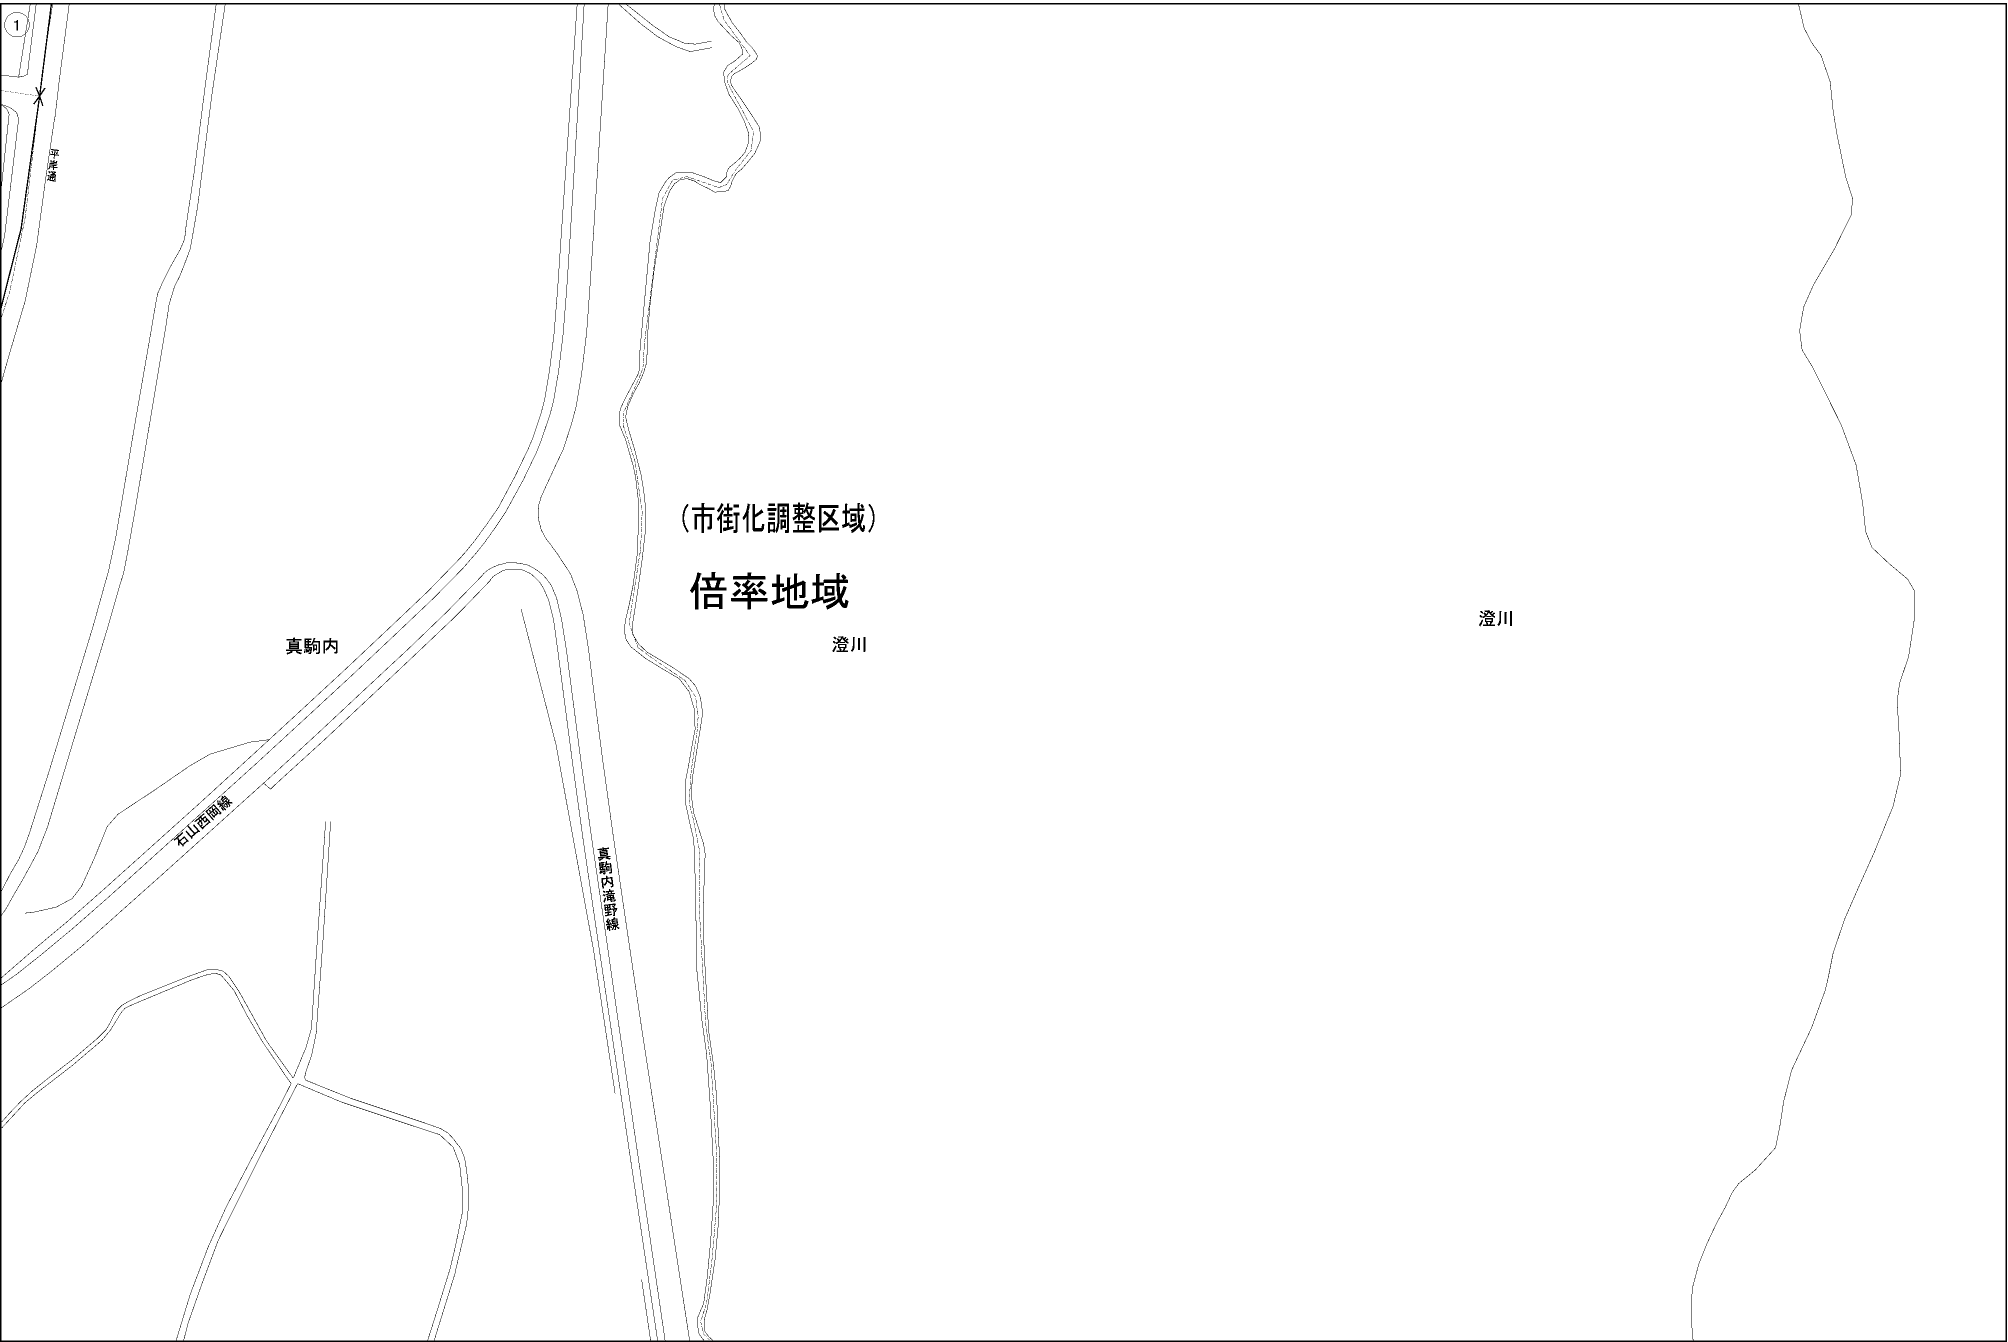 1
平岸通
（市街化調整区域）
倍率地域
澄川
澄川
真駒内
石山西岡線
真駒内滝野線